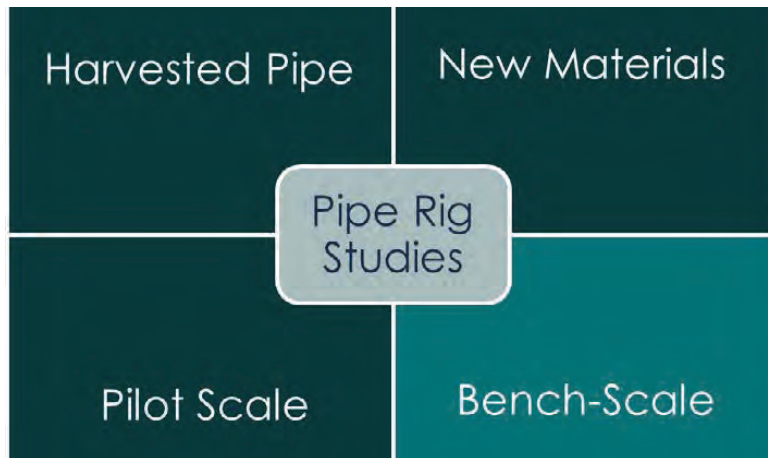 Harvested Pipe
New Materials
Pipe Rig
Studies
Pilot Scale
Bench-Scale